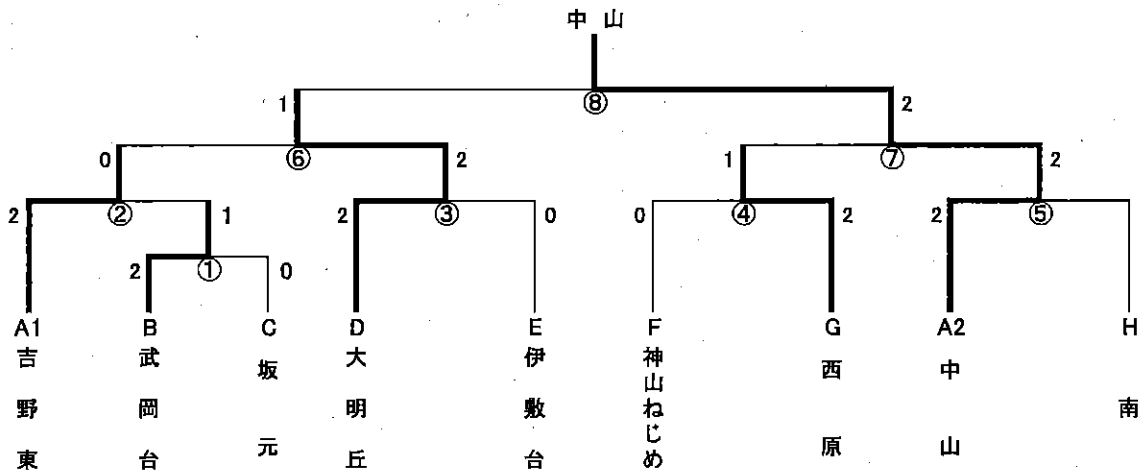 中山
⑧
1 2
⑥ ⑦
0 2 1 2
② ③ ④ ⑤
2 1 2 0 0 2 2
①
2 0
A1 B C D E F G A2 H
吉野東
武岡台
坂元
大明丘
伊敷台
神山ねじめ
西原
中山
南